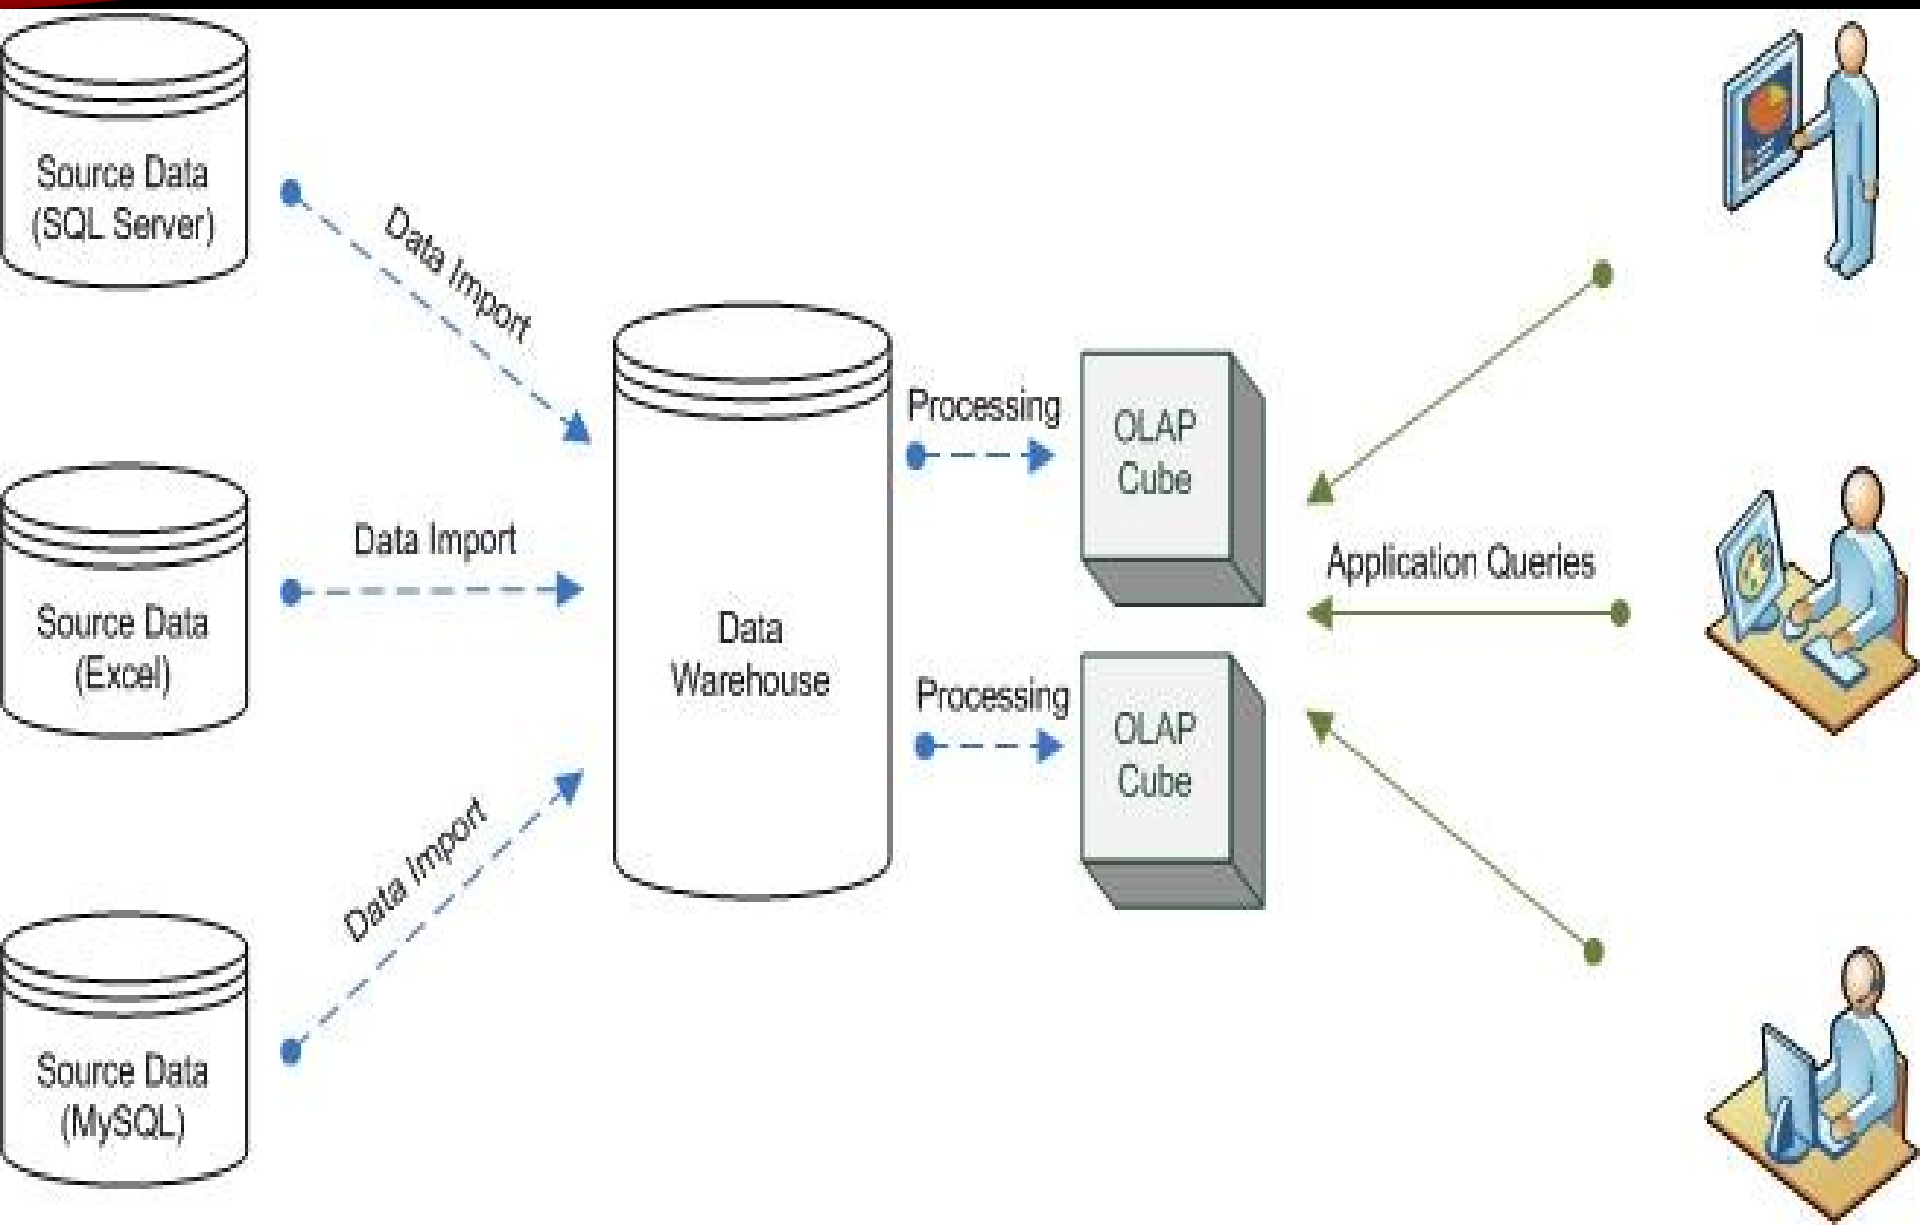 Source Data
(SQL Server)
Data Import
Source Data
(Excel)
Data Import
Source Data
(MySQL)
Data Import
Data
Warehouse
Processing
OLAP
Cube
Processing
OLAP
Cube
Application Queries